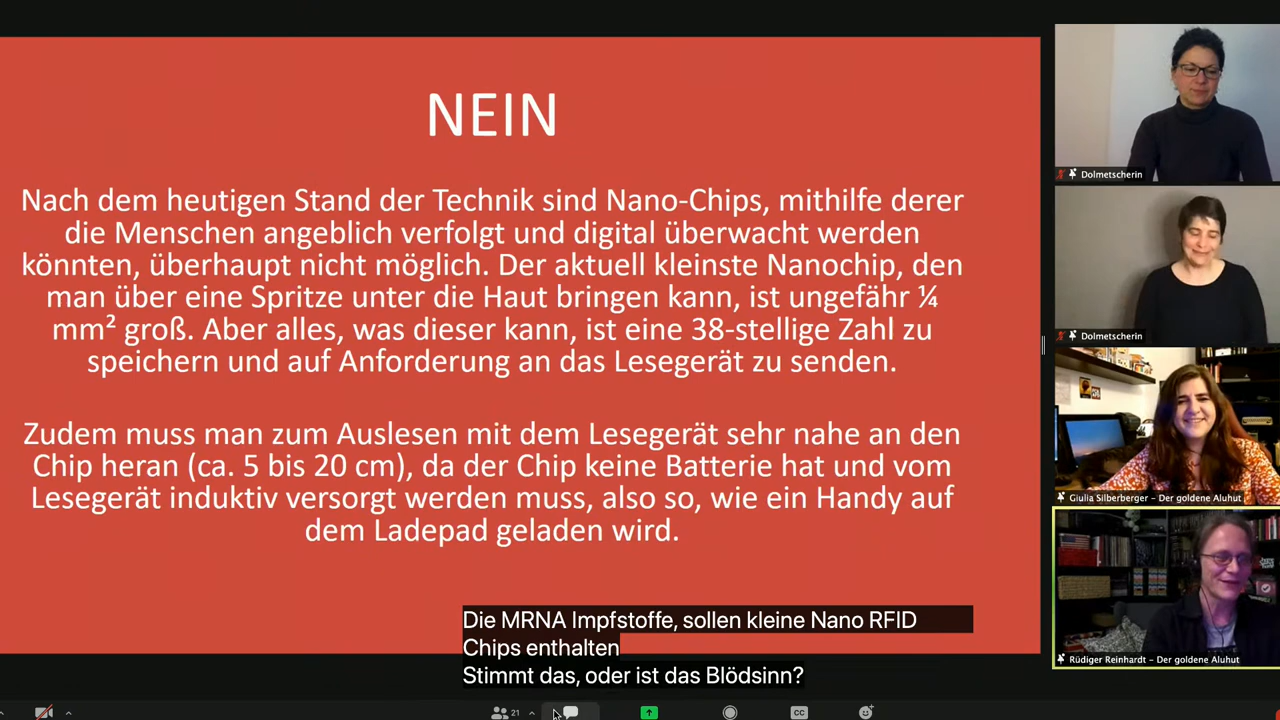 NEIN
Nach dem heutigen Stand der Technik sind Nano-Chips, mithilfe derer
die Menschen angeblich verfolgt und digital überwacht werden
könnten, überhaupt nicht möglich. Der aktuell kleinste Nanochip, den
man über eine Spritze unter die Haut bringen kann, ist ungefähr ¼
mm² groß. Aber alles, was dieser kann, ist eine 38-stellige Zahl zu
speichern und auf Anforderung an das Lesegerät zu senden.
Zudem muss man zum Auslesen mit dem Lesegerät sehr nahe an den
Chip heran (ca. 5 bis 20 cm), da der Chip keine Batterie hat und vom
Lesegerät induktiv versorgt werden muss, also so, wie ein Handy auf
dem Ladepad geladen wird.
Die MRNA Impfstoffe, sollen kleine Nano RFID
Chips enthalten
Stimmt das, oder ist das Blödsinn?
Dolmetscherin
Dolmetscherin
Giulia Silberberger – Der goldene Aluhut
Rüdiger Reinhardt – Der goldene Aluhut
21
CC